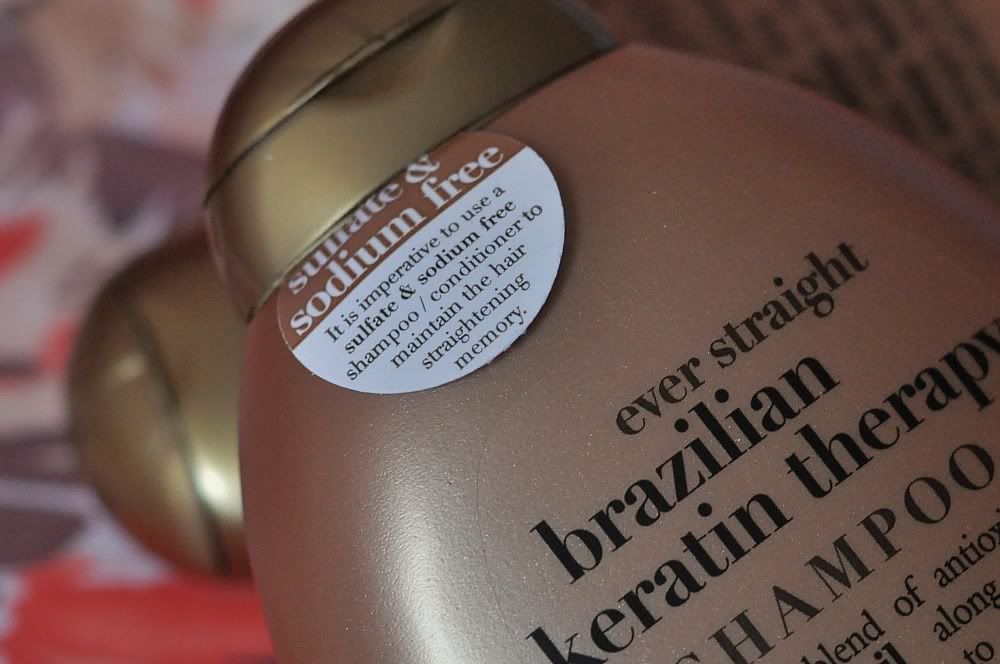 sulfate &
sodium free
It is imperative to use a
sulfate & sodium free
shampoo / conditioner to
maintain the hair
straightening
memory.
ever straight
brazilian
keratin therapy
SHAMPOO
blend of
along
to